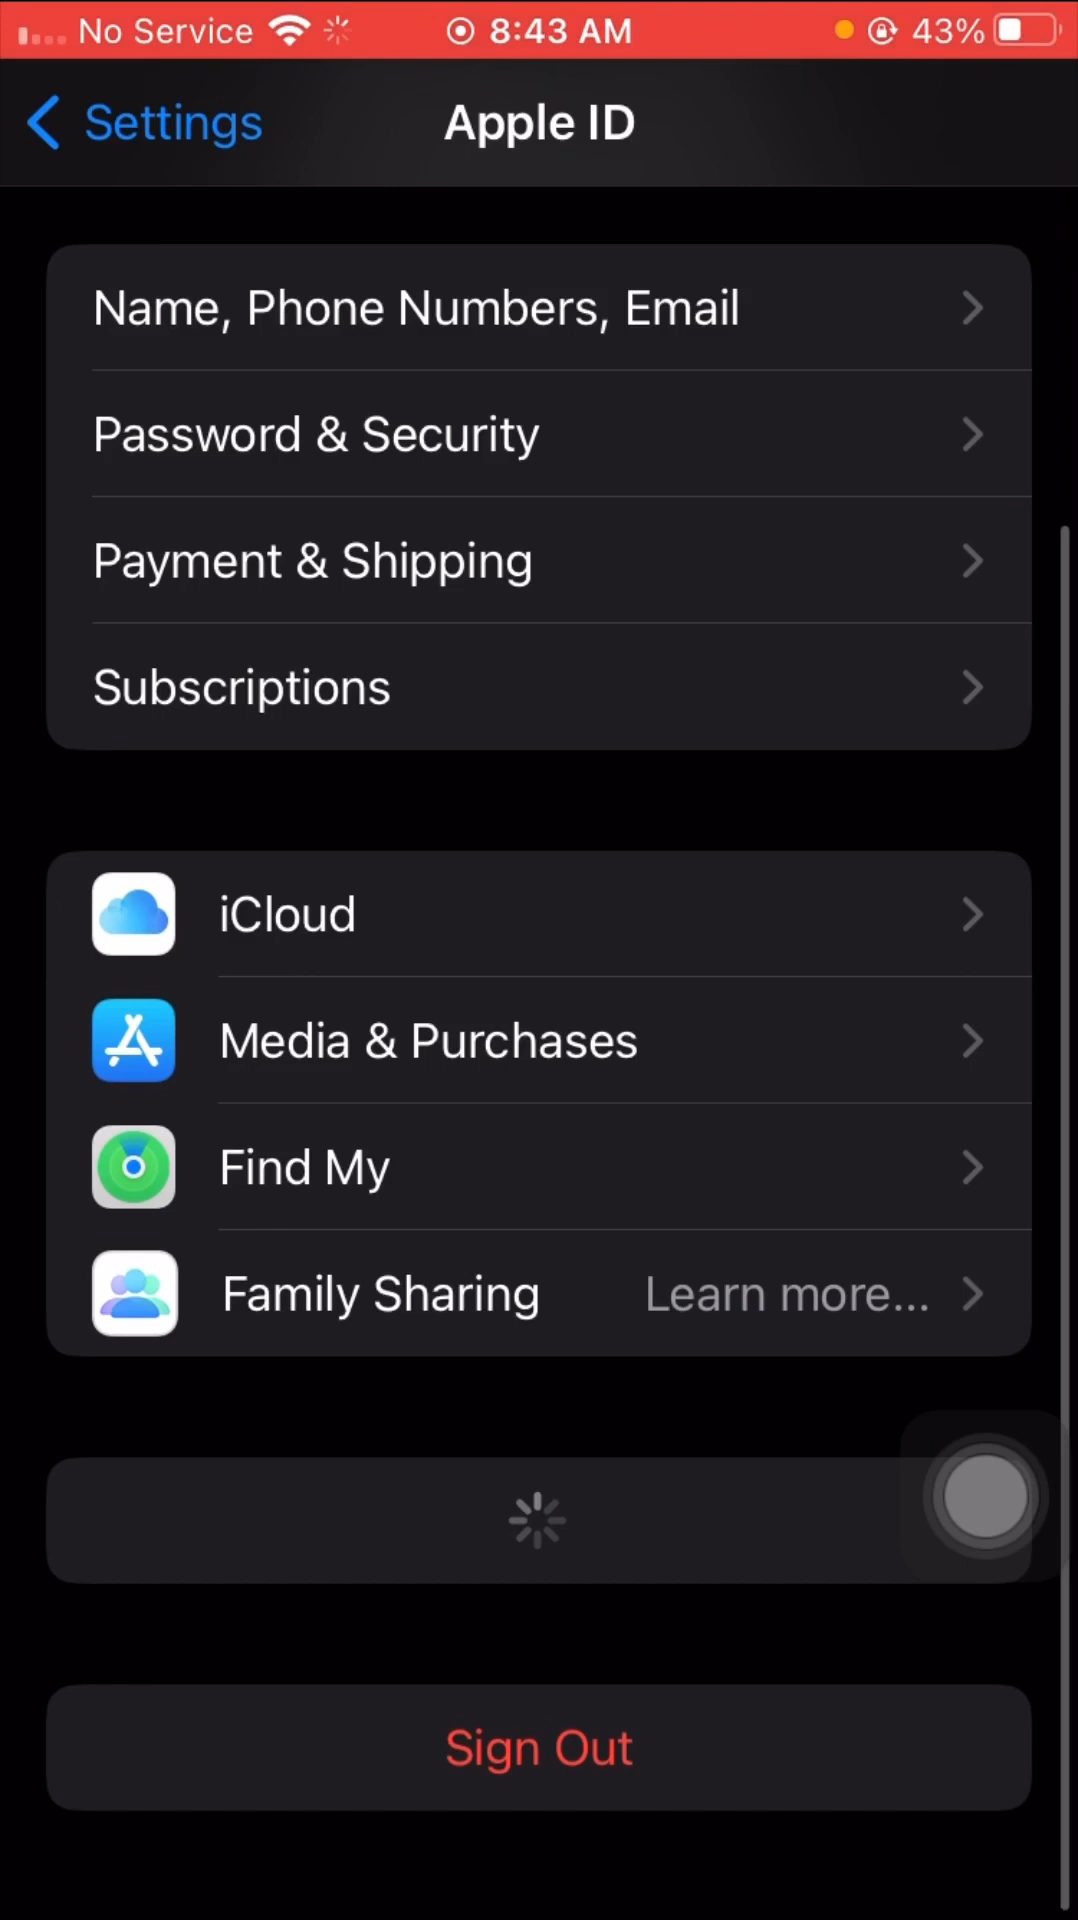 No Service 8:43 AM 43%
Settings Apple ID
Name, Phone Numbers, Email
Password & Security
Payment & Shipping
Subscriptions
iCloud
Media & Purchases
Find My
Family Sharing Learn more...
Sign Out